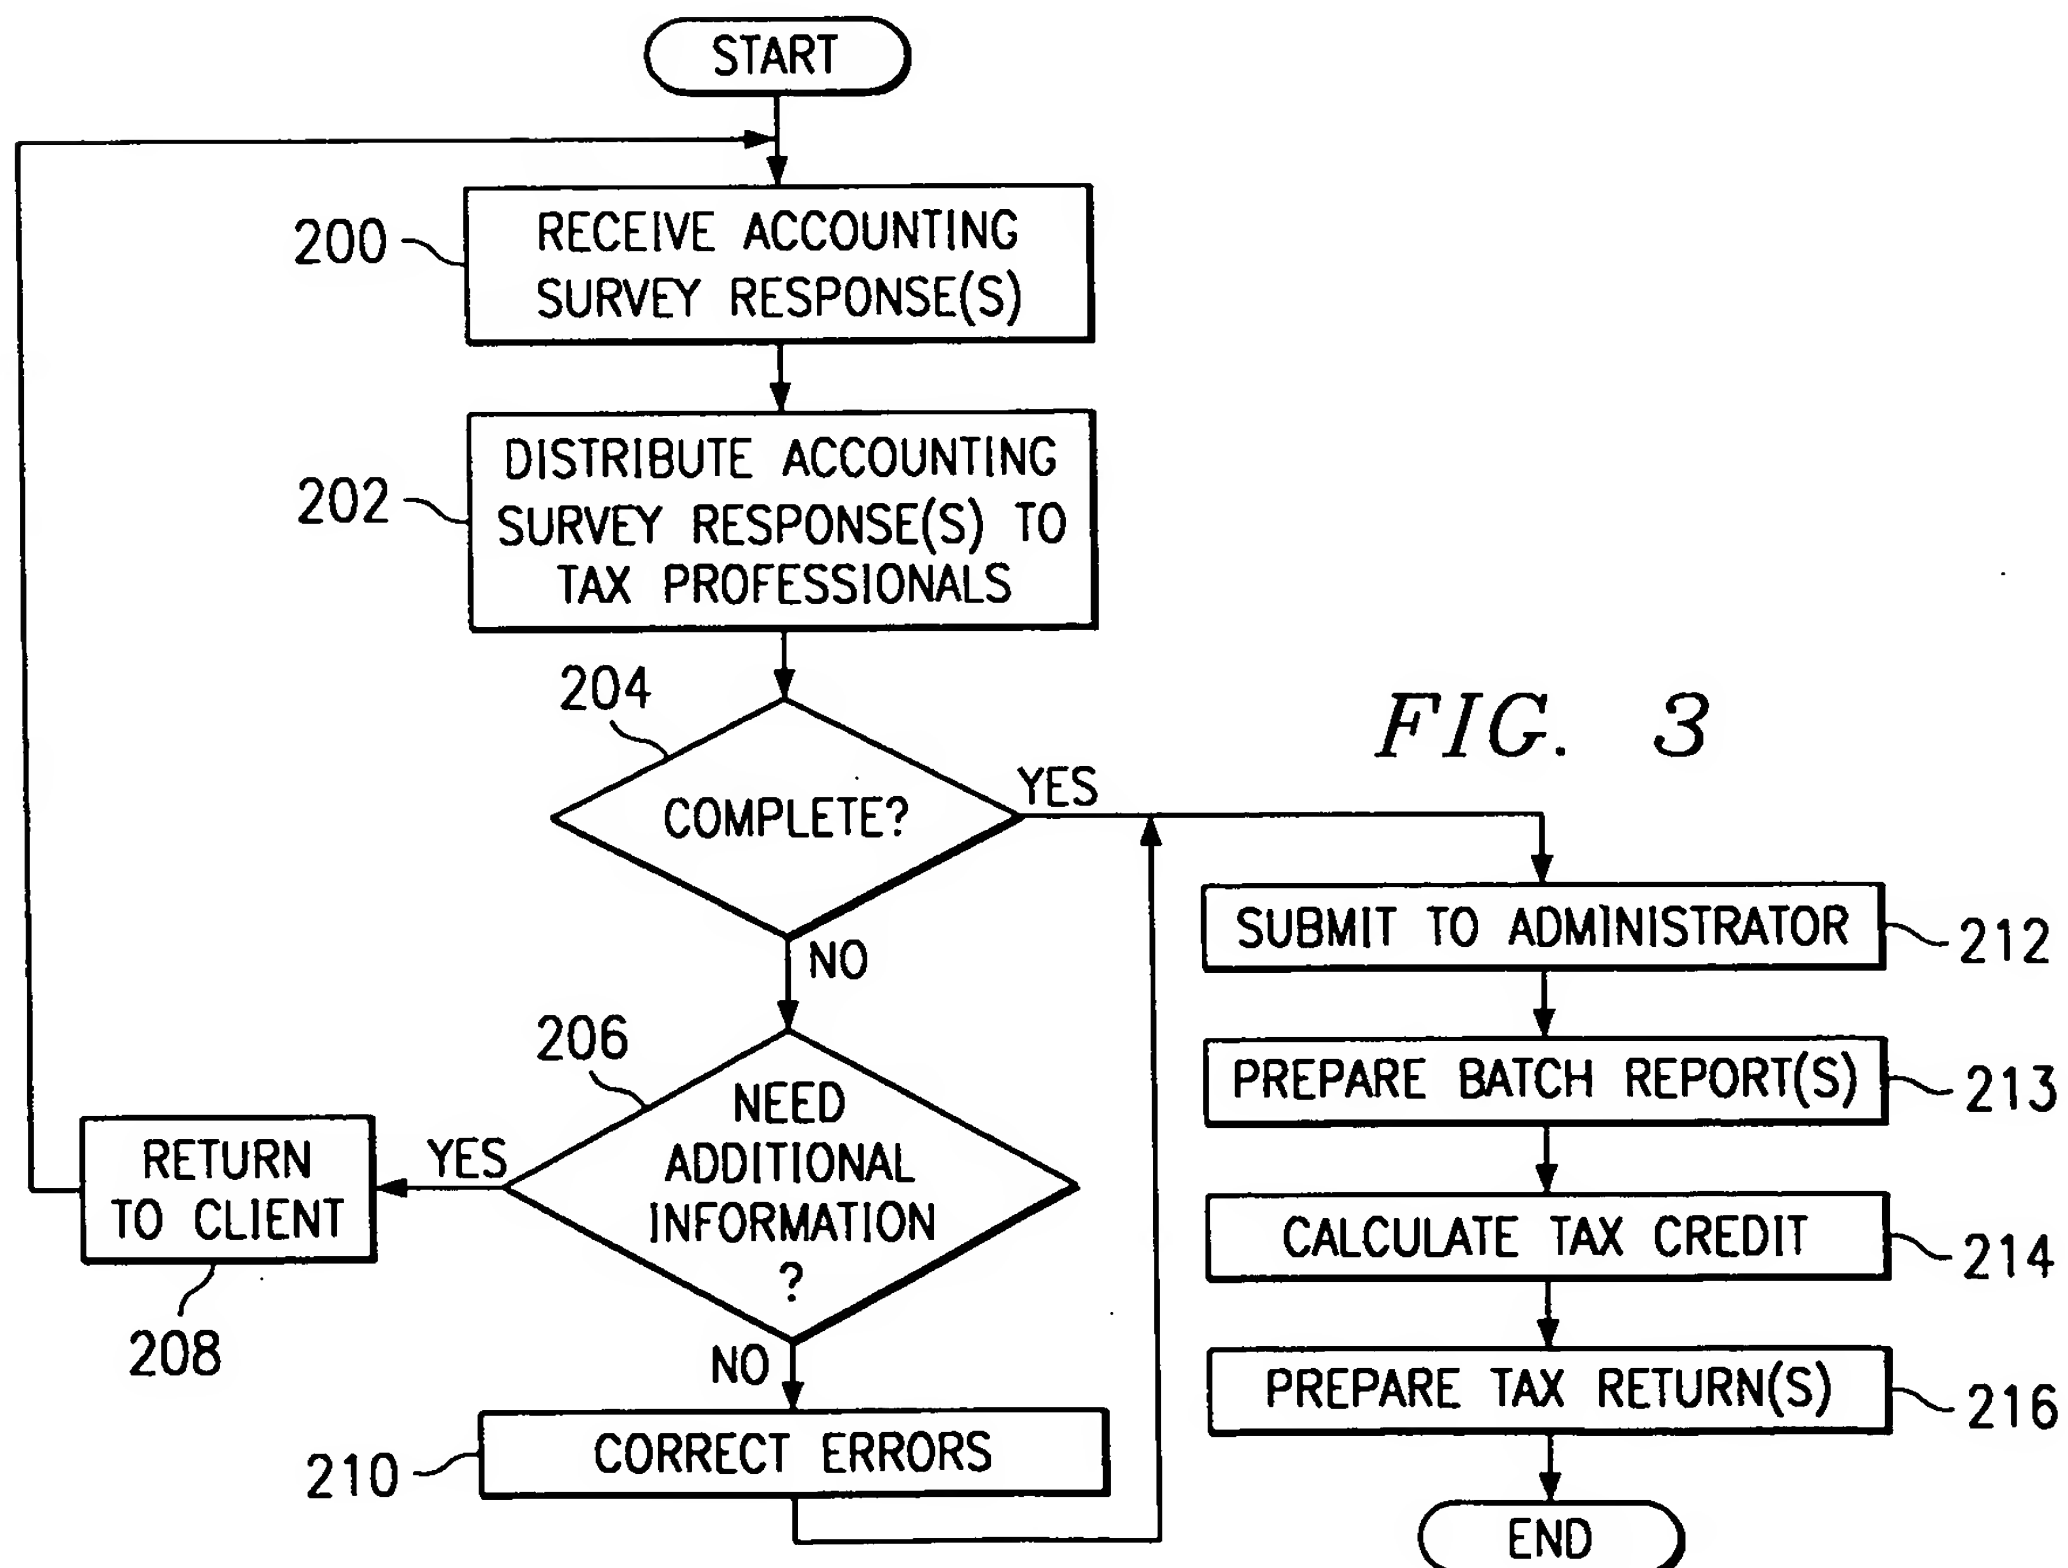 START
200
RECEIVE ACCOUNTING
SURVEY RESPONSE(S)
202
DISTRIBUTE ACCOUNTING
SURVEY RESPONSE(S) TO
TAX PROFESSIONALS
204
COMPLETE?
YES
NO
FIG. 3
206
NEED
ADDITIONAL
INFORMATION
?
YES
RETURN
TO CLIENT
208
NO
210
CORRECT ERRORS
SUBMIT TO ADMINISTRATOR
212
PREPARE BATCH REPORT(S)
213
CALCULATE TAX CREDIT
214
PREPARE TAX RETURN(S)
216
END